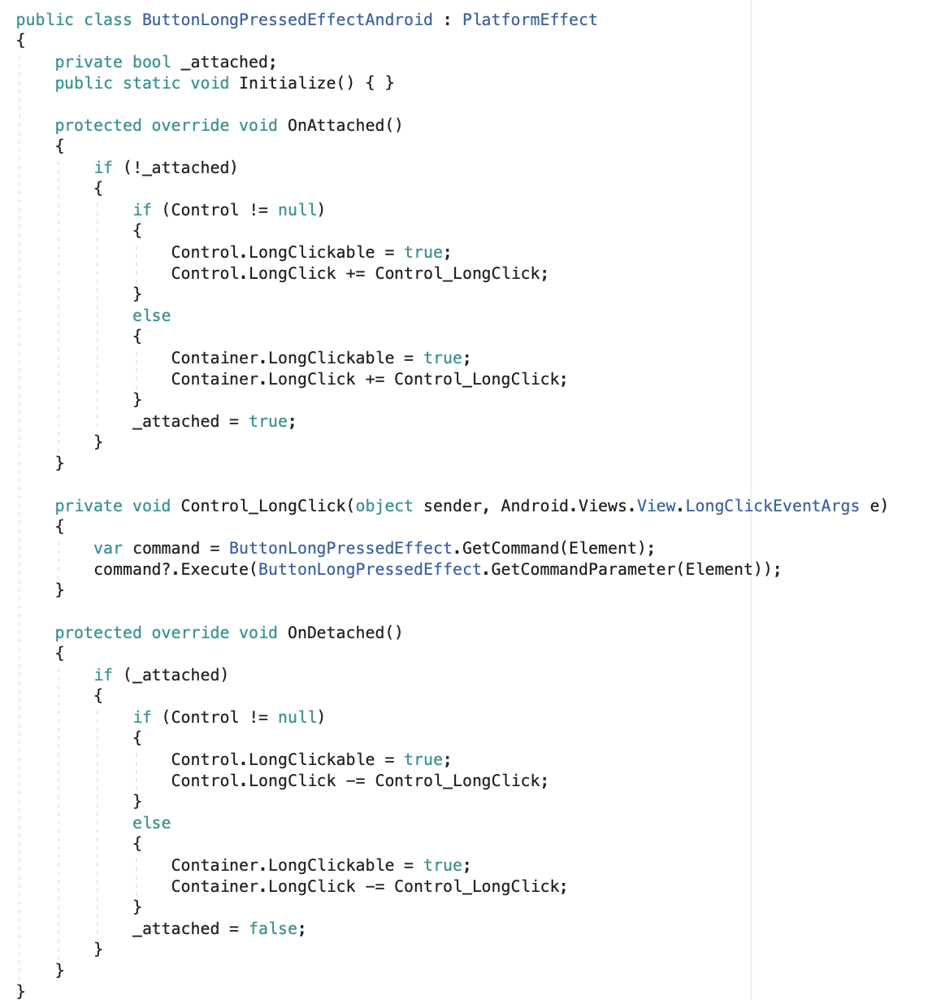 public class ButtonLongPressedEffectAndroid : PlatformEffect
{
    private bool _attached;
    public static void Initialize() { }

    protected override void OnAttached()
    {
        if (!_attached)
        {
            if (Control != null)
            {
                Control.LongClickable = true;
                Control.LongClick += Control_LongClick;
            }
            else
            {
                Container.LongClickable = true;
                Container.LongClick += Control_LongClick;
            }
            _attached = true;
        }
    }

    private void Control_LongClick(object sender, Android.Views.View.LongClickEventArgs e)
    {
        var command = ButtonLongPressedEffect.GetCommand(Element);
        command?.Execute(ButtonLongPressedEffect.GetCommandParameter(Element));
    }

    protected override void OnDetached()
    {
        if (_attached)
        {
            if (Control != null)
            {
                Control.LongClickable = true;
                Control.LongClick -= Control_LongClick;
            }
            else
            {
                Container.LongClickable = true;
                Container.LongClick -= Control_LongClick;
            }
            _attached = false;
        }
    }
}